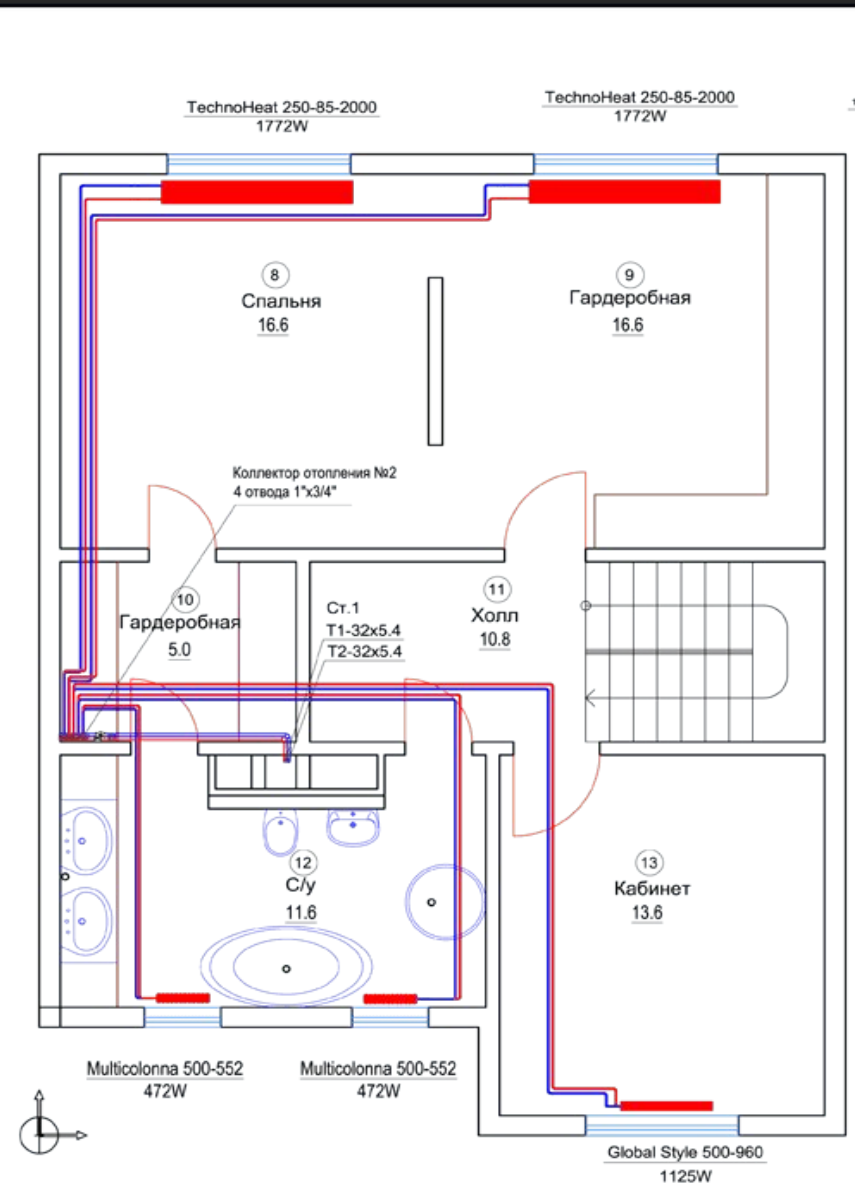 TechnoHeat 250-85-2000
1772W
TechnoHeat 250-85-2000
1772W
8
Спальня
16.6
9
Гардеробная
16.6
Коллектор отопления №2
4 отвода 1"x3/4"
10
Гардеробная
5.0
Ст.1
Т1-32x5.4
Т2-32x5.4
11
Холл
10.8
12
С/у
11.6
13
Кабинет
13.6
Multicolonna 500-552
472W
Multicolonna 500-552
472W
Global Style 500-960
1125W